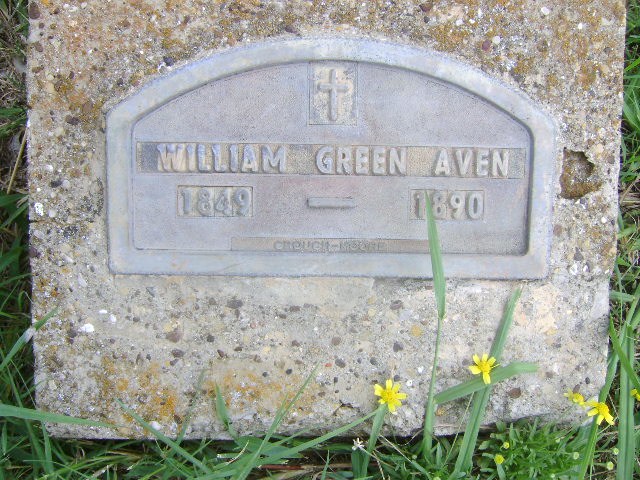 WILLIAM GREEN AVEN
1849 — 1890
CROUCH-MOORE